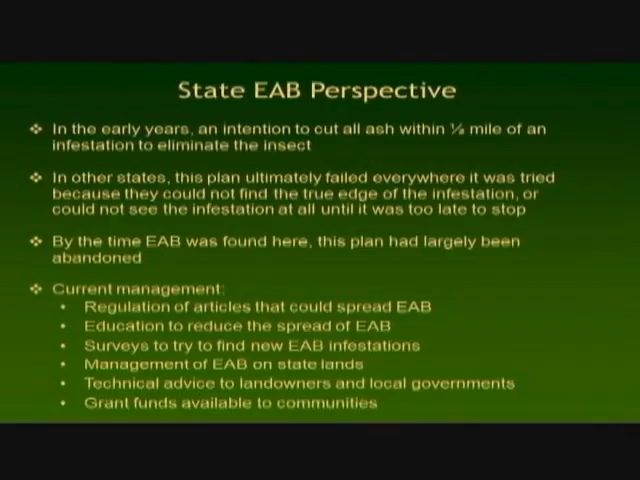 State EAB Perspective
❖ In the early years, an intention to cut all ash within ½ mile of an
infestation to eliminate the insect
❖ In other states, this plan ultimately failed everywhere it was tried
because they could not find the true edge of the infestation, or
could not see the infestation at all until it was too late to stop
❖ By the time EAB was found here, this plan had largely been
abandoned
❖ Current management:
• Regulation of articles that could spread EAB
• Education to reduce the spread of EAB
• Surveys to try to find new EAB infestations
• Management of EAB on state lands
• Technical advice to landowners and local governments
• Grant funds available to communities